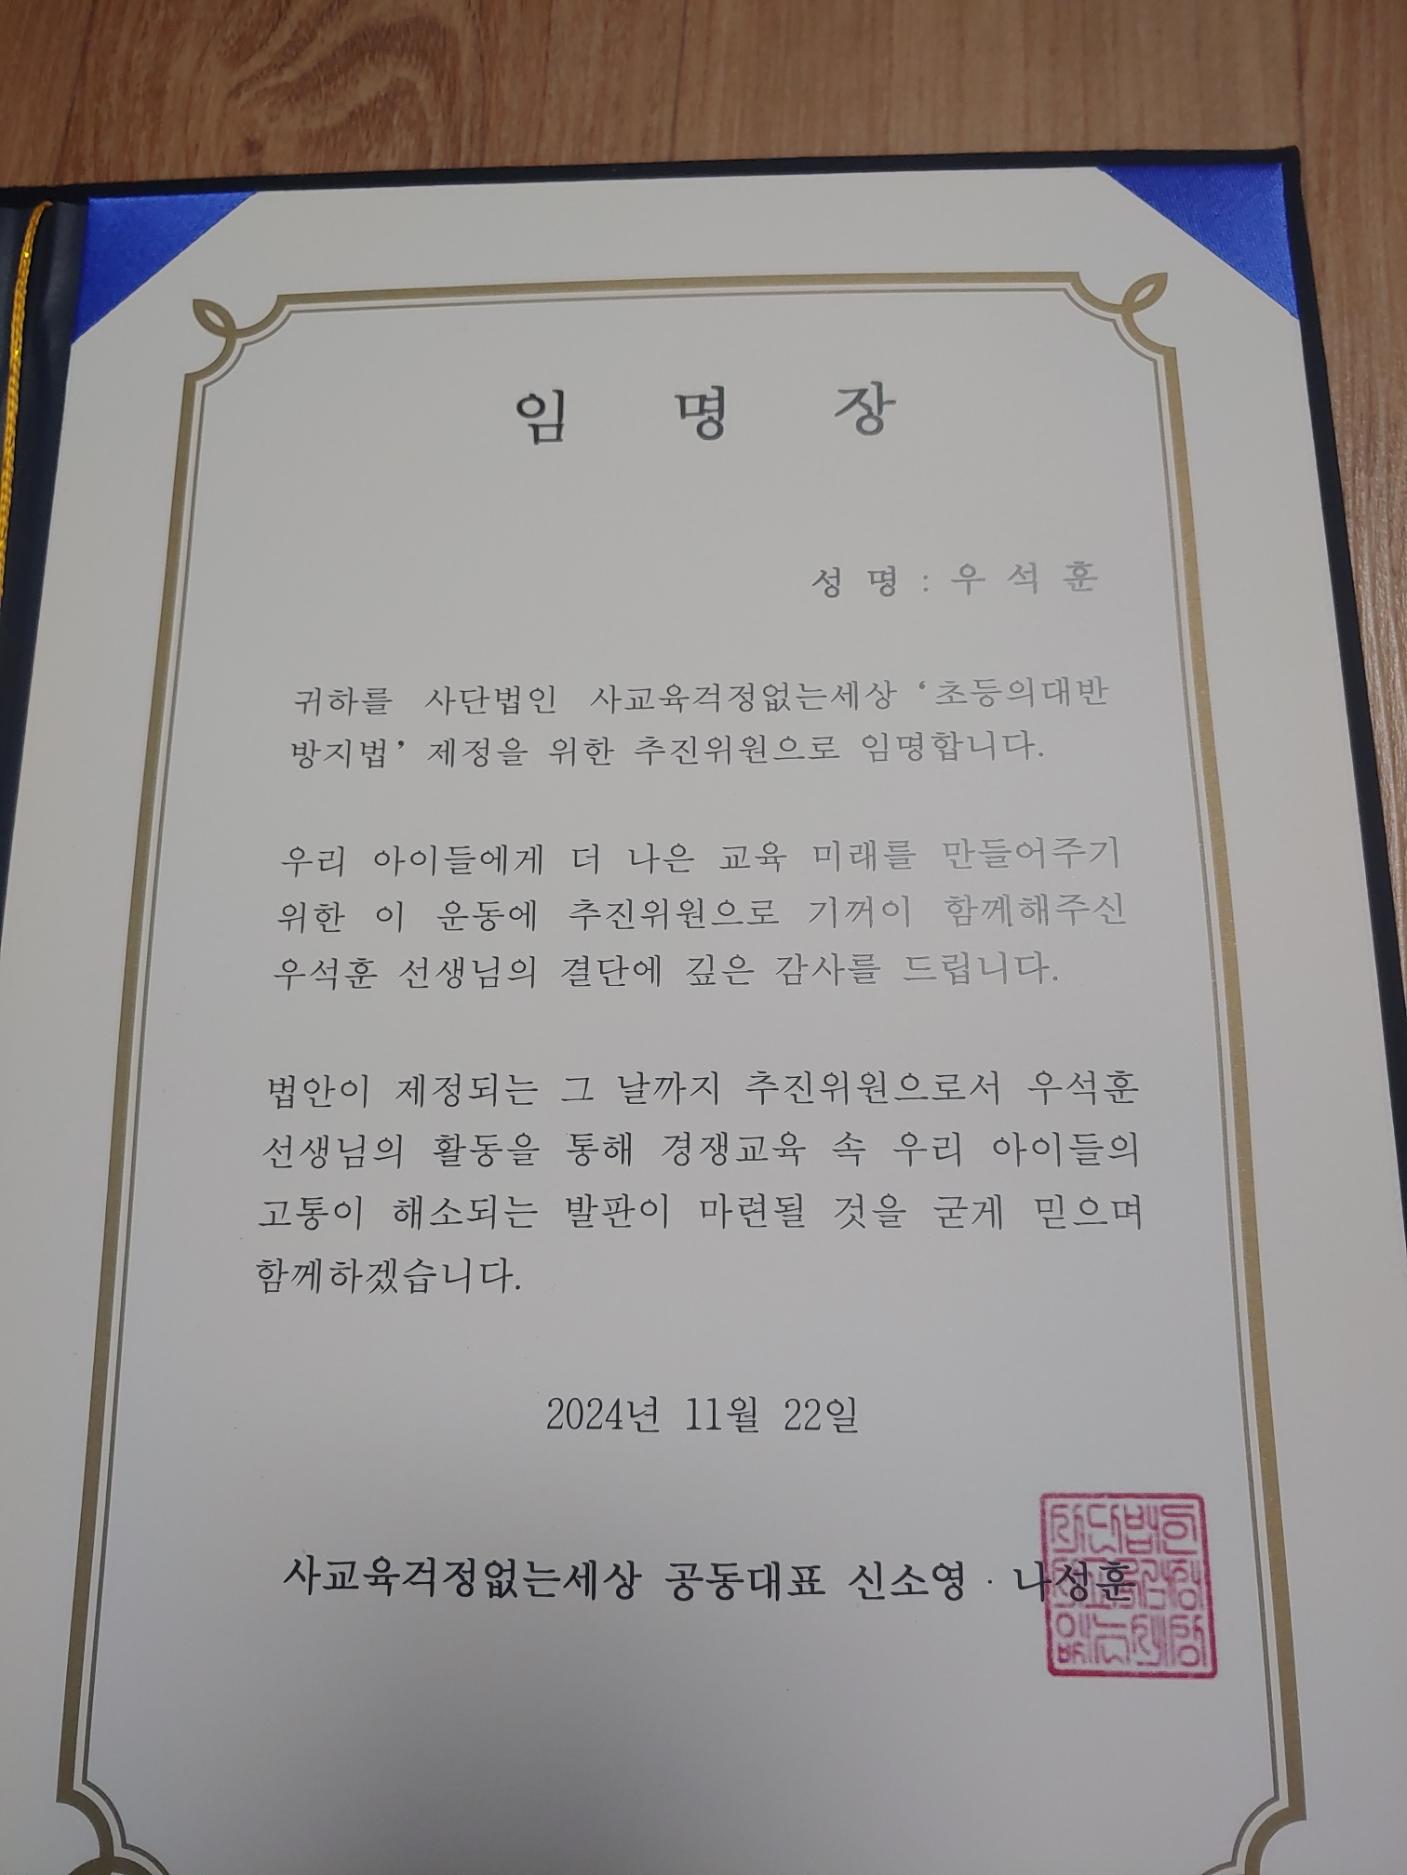 임 명 장
성 명 : 우 석 훈
귀하를 사단법인 사교육걱정없는세상 ‘초등의대반
방지법’ 제정을 위한 추진위원으로 임명합니다.
우리 아이들에게 더 나은 교육 미래를 만들어주기
위한 이 운동에 추진위원으로 기꺼이 함께해주신
우석훈 선생님의 결단에 깊은 감사를 드립니다.
법안이 제정되는 그 날까지 추진위원으로서 우석훈
선생님의 활동을 통해 경쟁교육 속 우리 아이들의
고통이 해소되는 발판이 마련될 것을 굳게 믿으며
함께하겠습니다.
2024년 11월 22일
사교육걱정없는세상 공동대표 신소영 · 나성훈